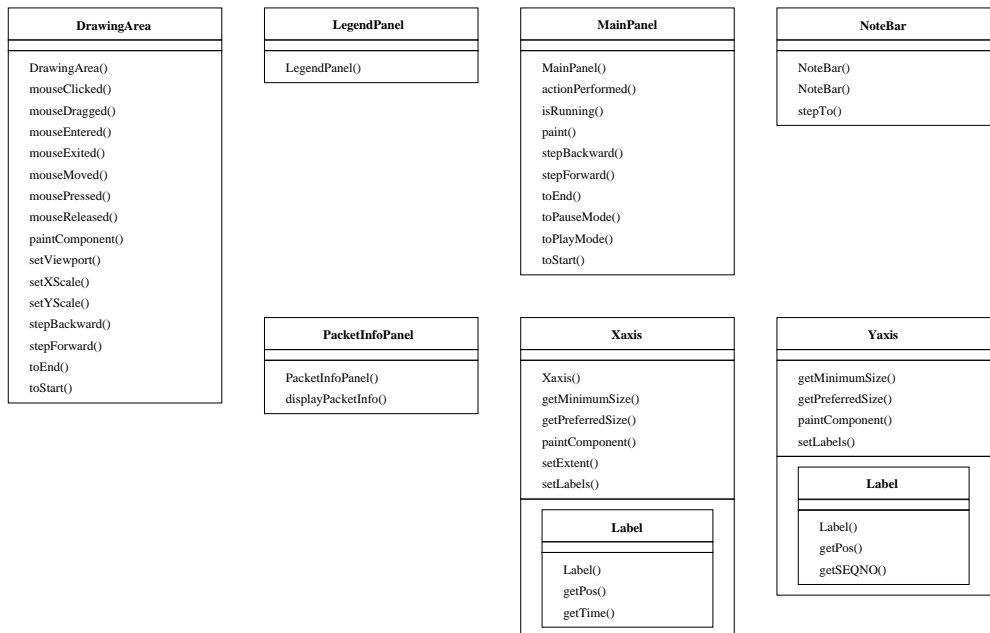 DrawingArea
DrawingArea()
mouseClicked()
mouseDragged()
mouseEntered()
mouseExited()
mouseMoved()
mousePressed()
mouseReleased()
paintComponent()
setViewport()
setXScale()
setYScale()
stepBackward()
stepForward()
toEnd()
toStart()
LegendPanel
LegendPanel()
MainPanel
MainPanel()
actionPerformed()
isRunning()
paint()
stepBackward()
stepForward()
toEnd()
toPauseMode()
toPlayMode()
toStart()
NoteBar
NoteBar()
NoteBar()
stepTo()
PacketInfoPanel
PacketInfoPanel()
displayPacketInfo()
Xaxis
Xaxis()
getMinimumSize()
getPreferredSize()
paintComponent()
setExtent()
setLabels()
Label
Label()
getPos()
getTime()
Yaxis
getMinimumSize()
getPreferredSize()
paintComponent()
setLabels()
Label
Label()
getPos()
getSEQNO()